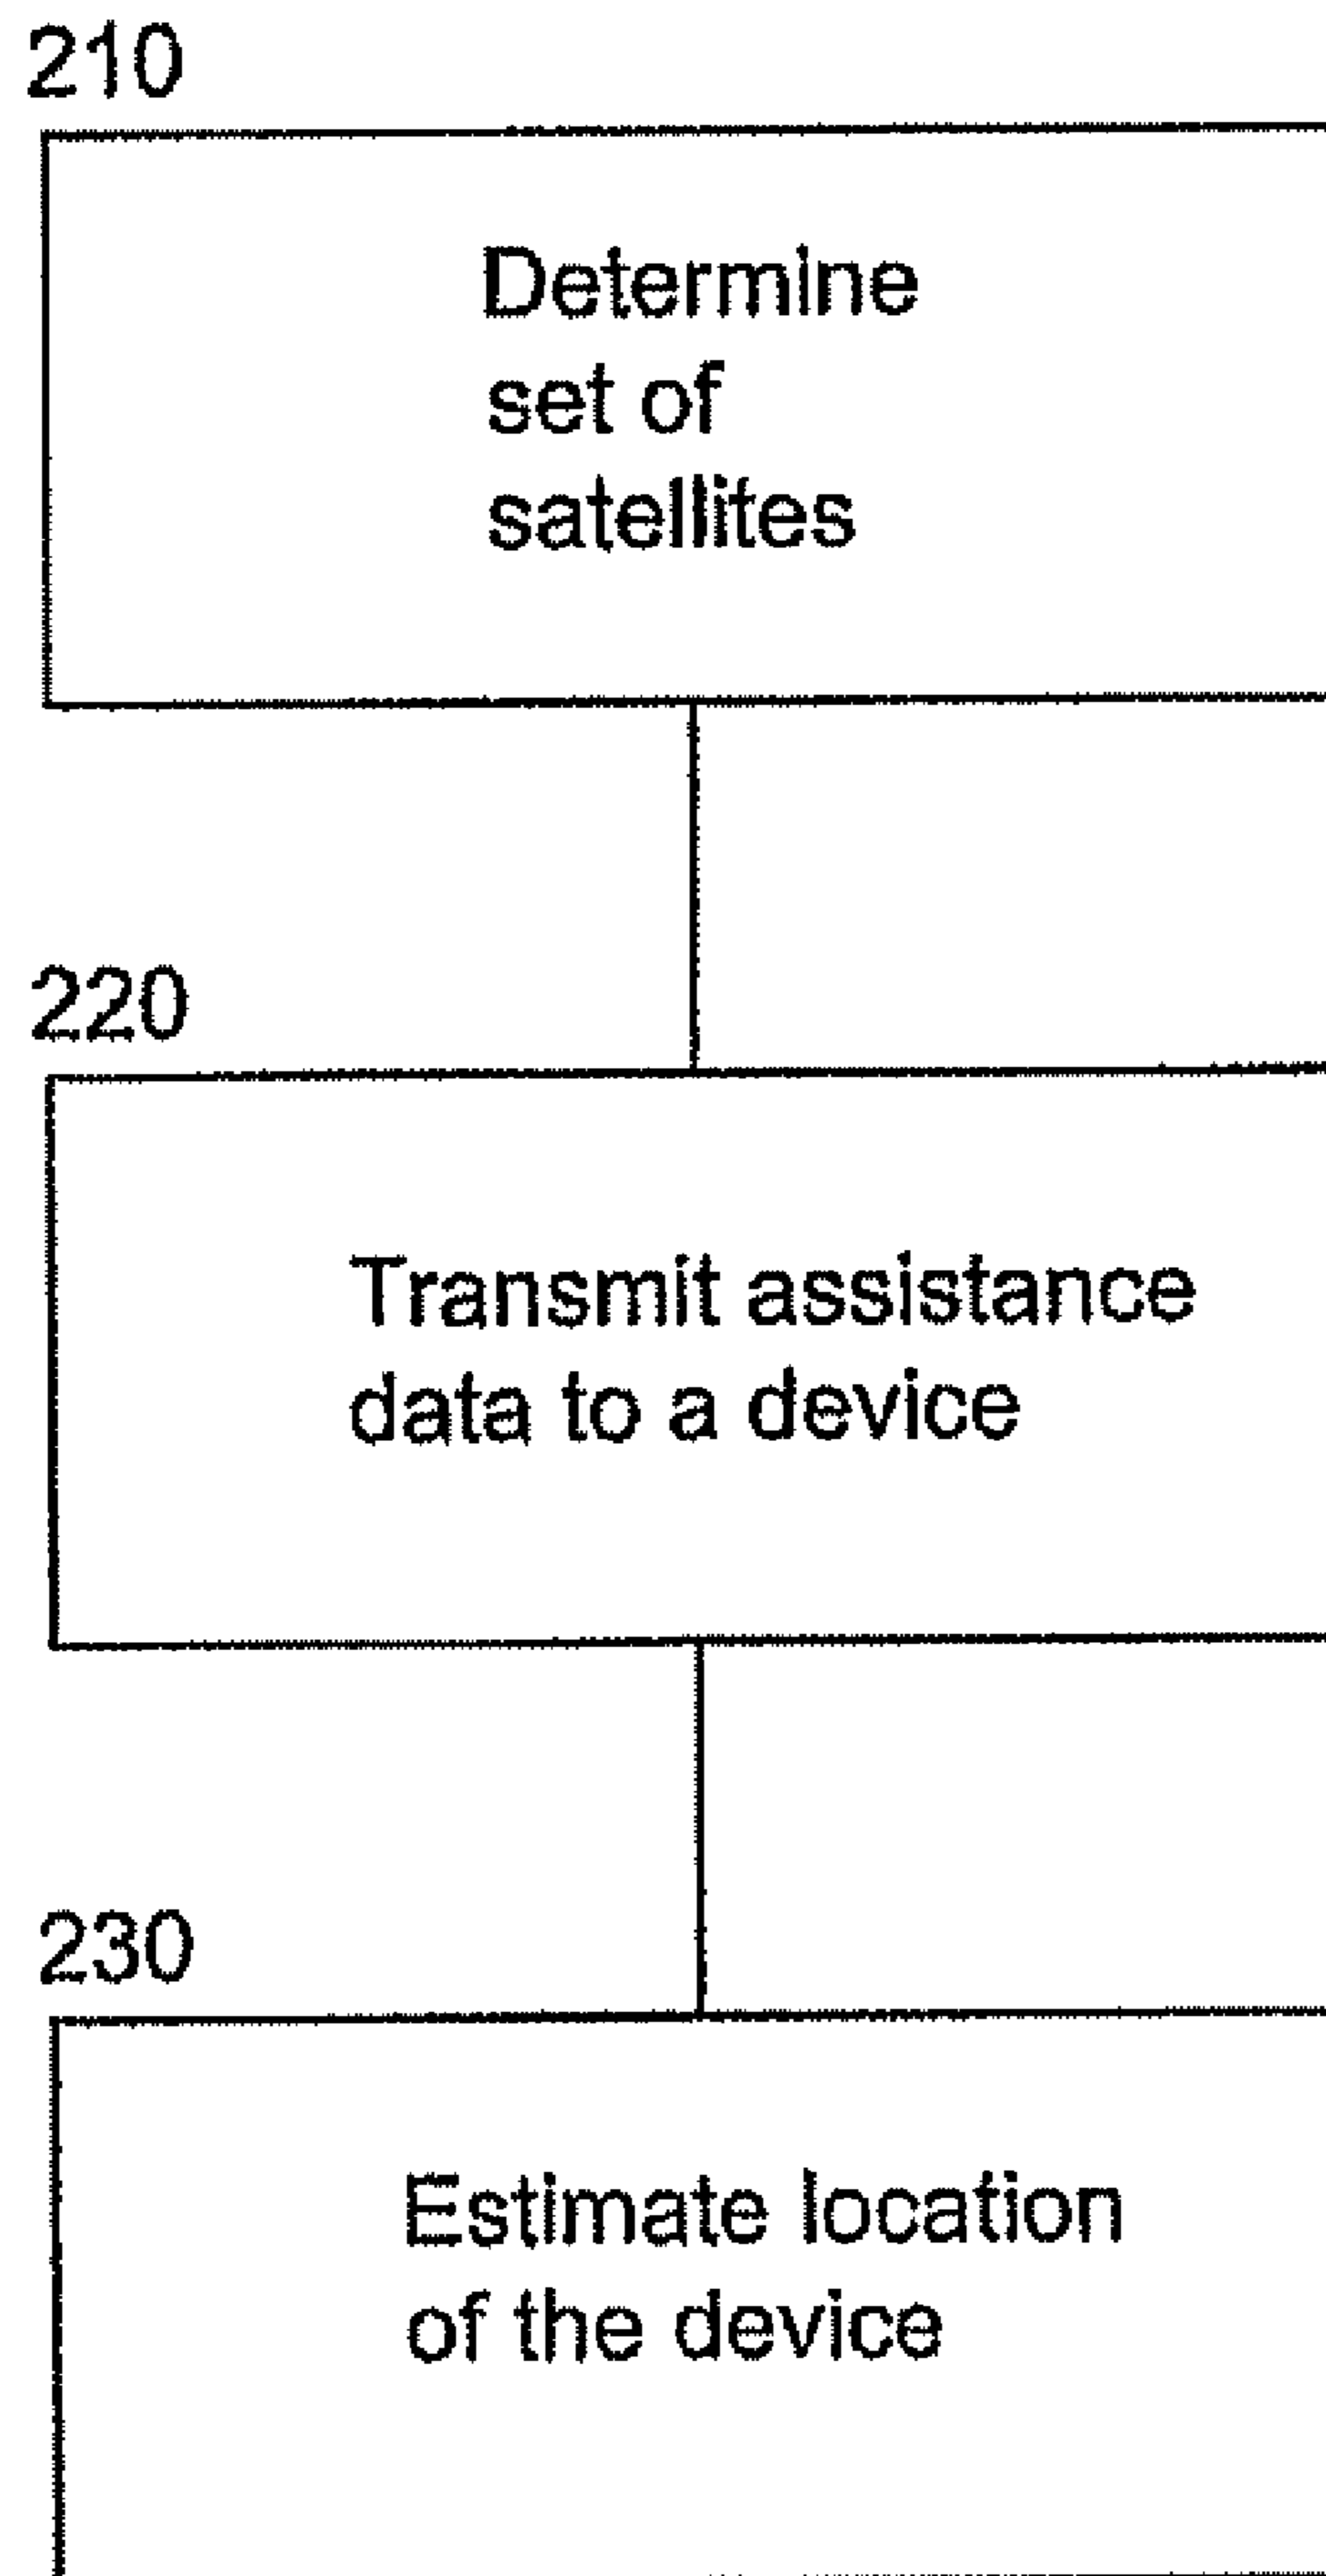 210
Determine
set of
satellites
220
Transmit assistance
data to a device
230
Estimate location
of the device